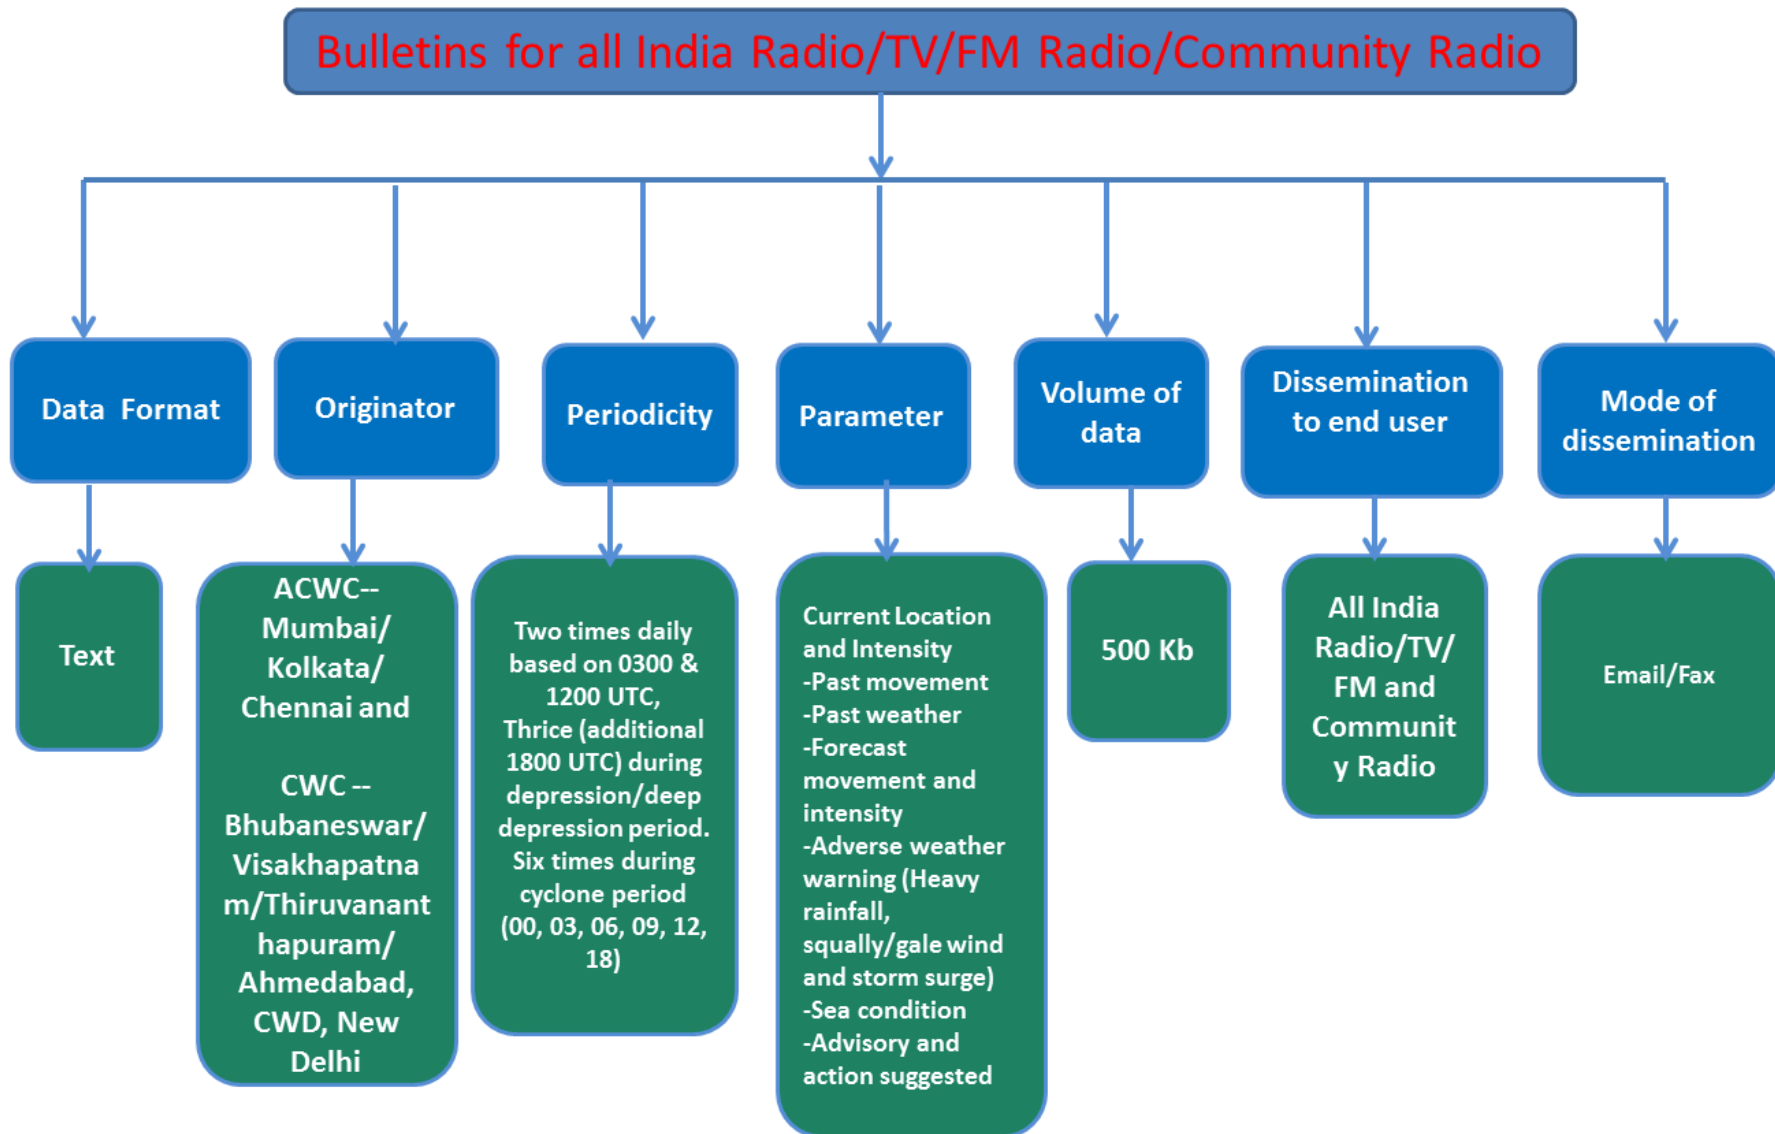 Bulletins for all India Radio/TV/FM Radio/Community Radio
Data Format
Originator
Periodicity
Parameter
Volume of
data
Dissemination
to end user
Mode of
dissemination
Text
ACWC--
Mumbai/
Kolkata/
Chennai and
CWC --
Bhubaneswar/
Visakhapatna
m/Thiruvanant
hapuram/
Ahmedabad,
CWD, New
Delhi
Two times daily
based on 0300 &
1200 UTC,
Thrice (additional
1800 UTC) during
depression/deep
depression period.
Six times during
cyclone period
(00, 03, 06, 09, 12,
18)
Current Location
and Intensity
-Past movement
-Past weather
-Forecast
movement and
intensity
-Adverse weather
warning (Heavy
rainfall,
squally/gale wind
and storm surge)
-Sea condition
-Advisory and
action suggested
500 Kb
All India
Radio/TV/
FM and
Communit
y Radio
Email/Fax